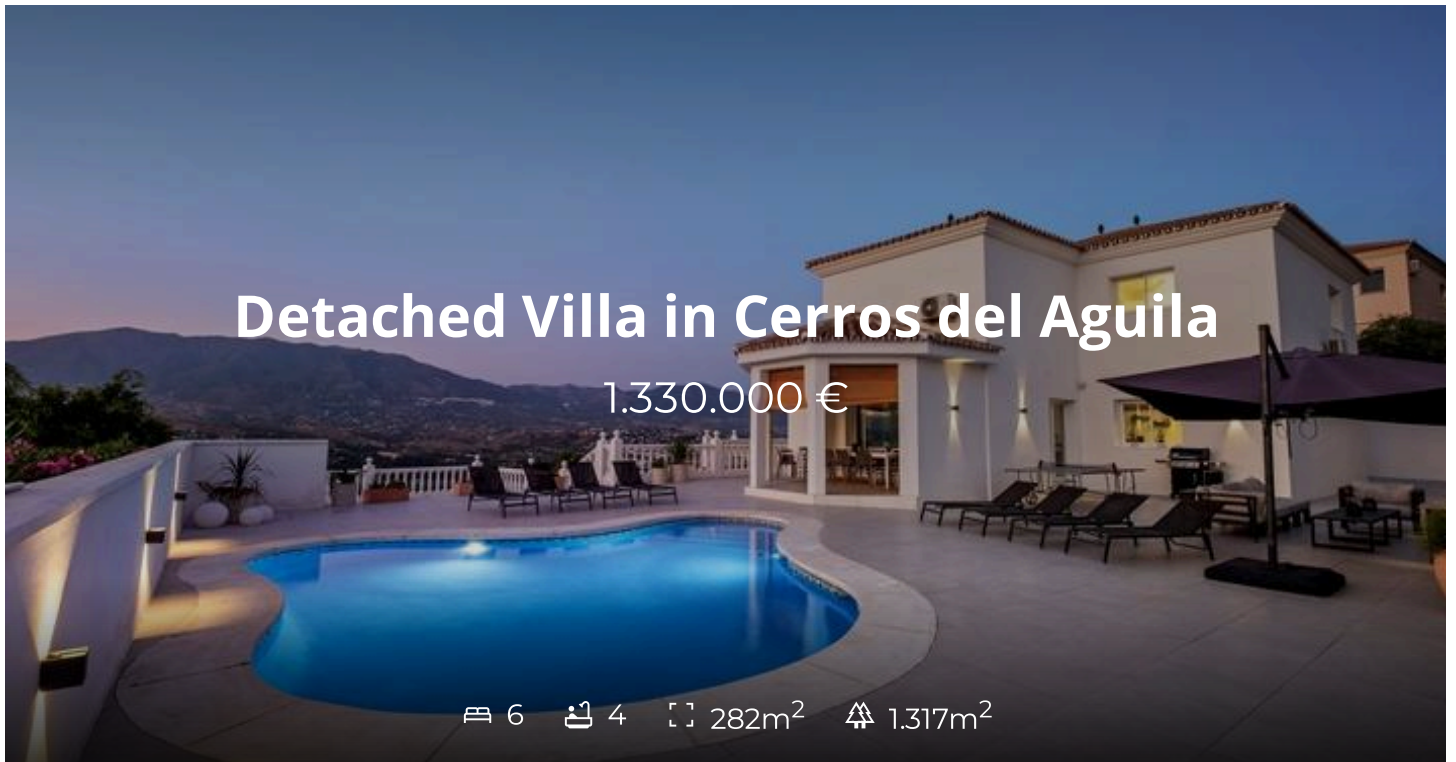 Detached Villa in Cerros del Aguila
1.330.000 €
6 4 282m² 1.317m²